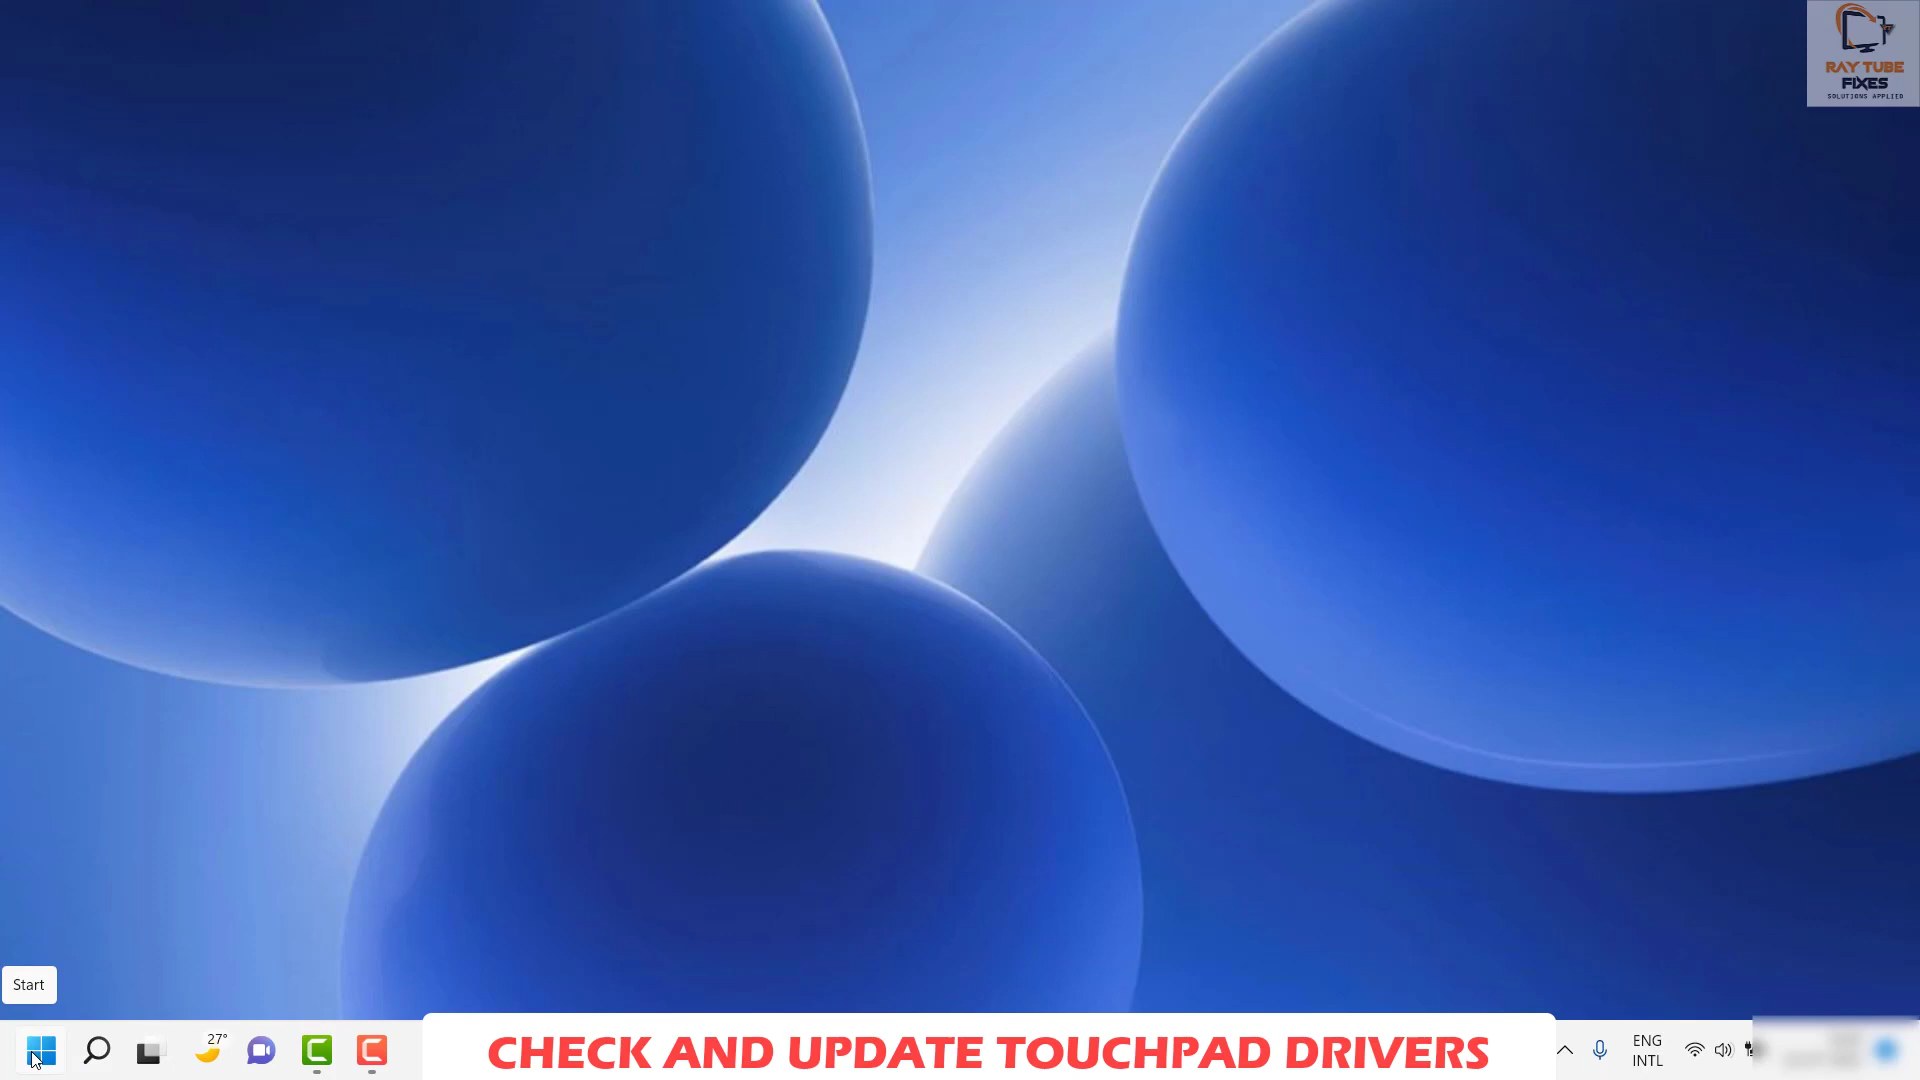 RAY TUBE
FIXES
SOLUTIONS APPLIED
Start
27°
CHECK AND UPDATE TOUCHPAD DRIVERS
ENG
INTL